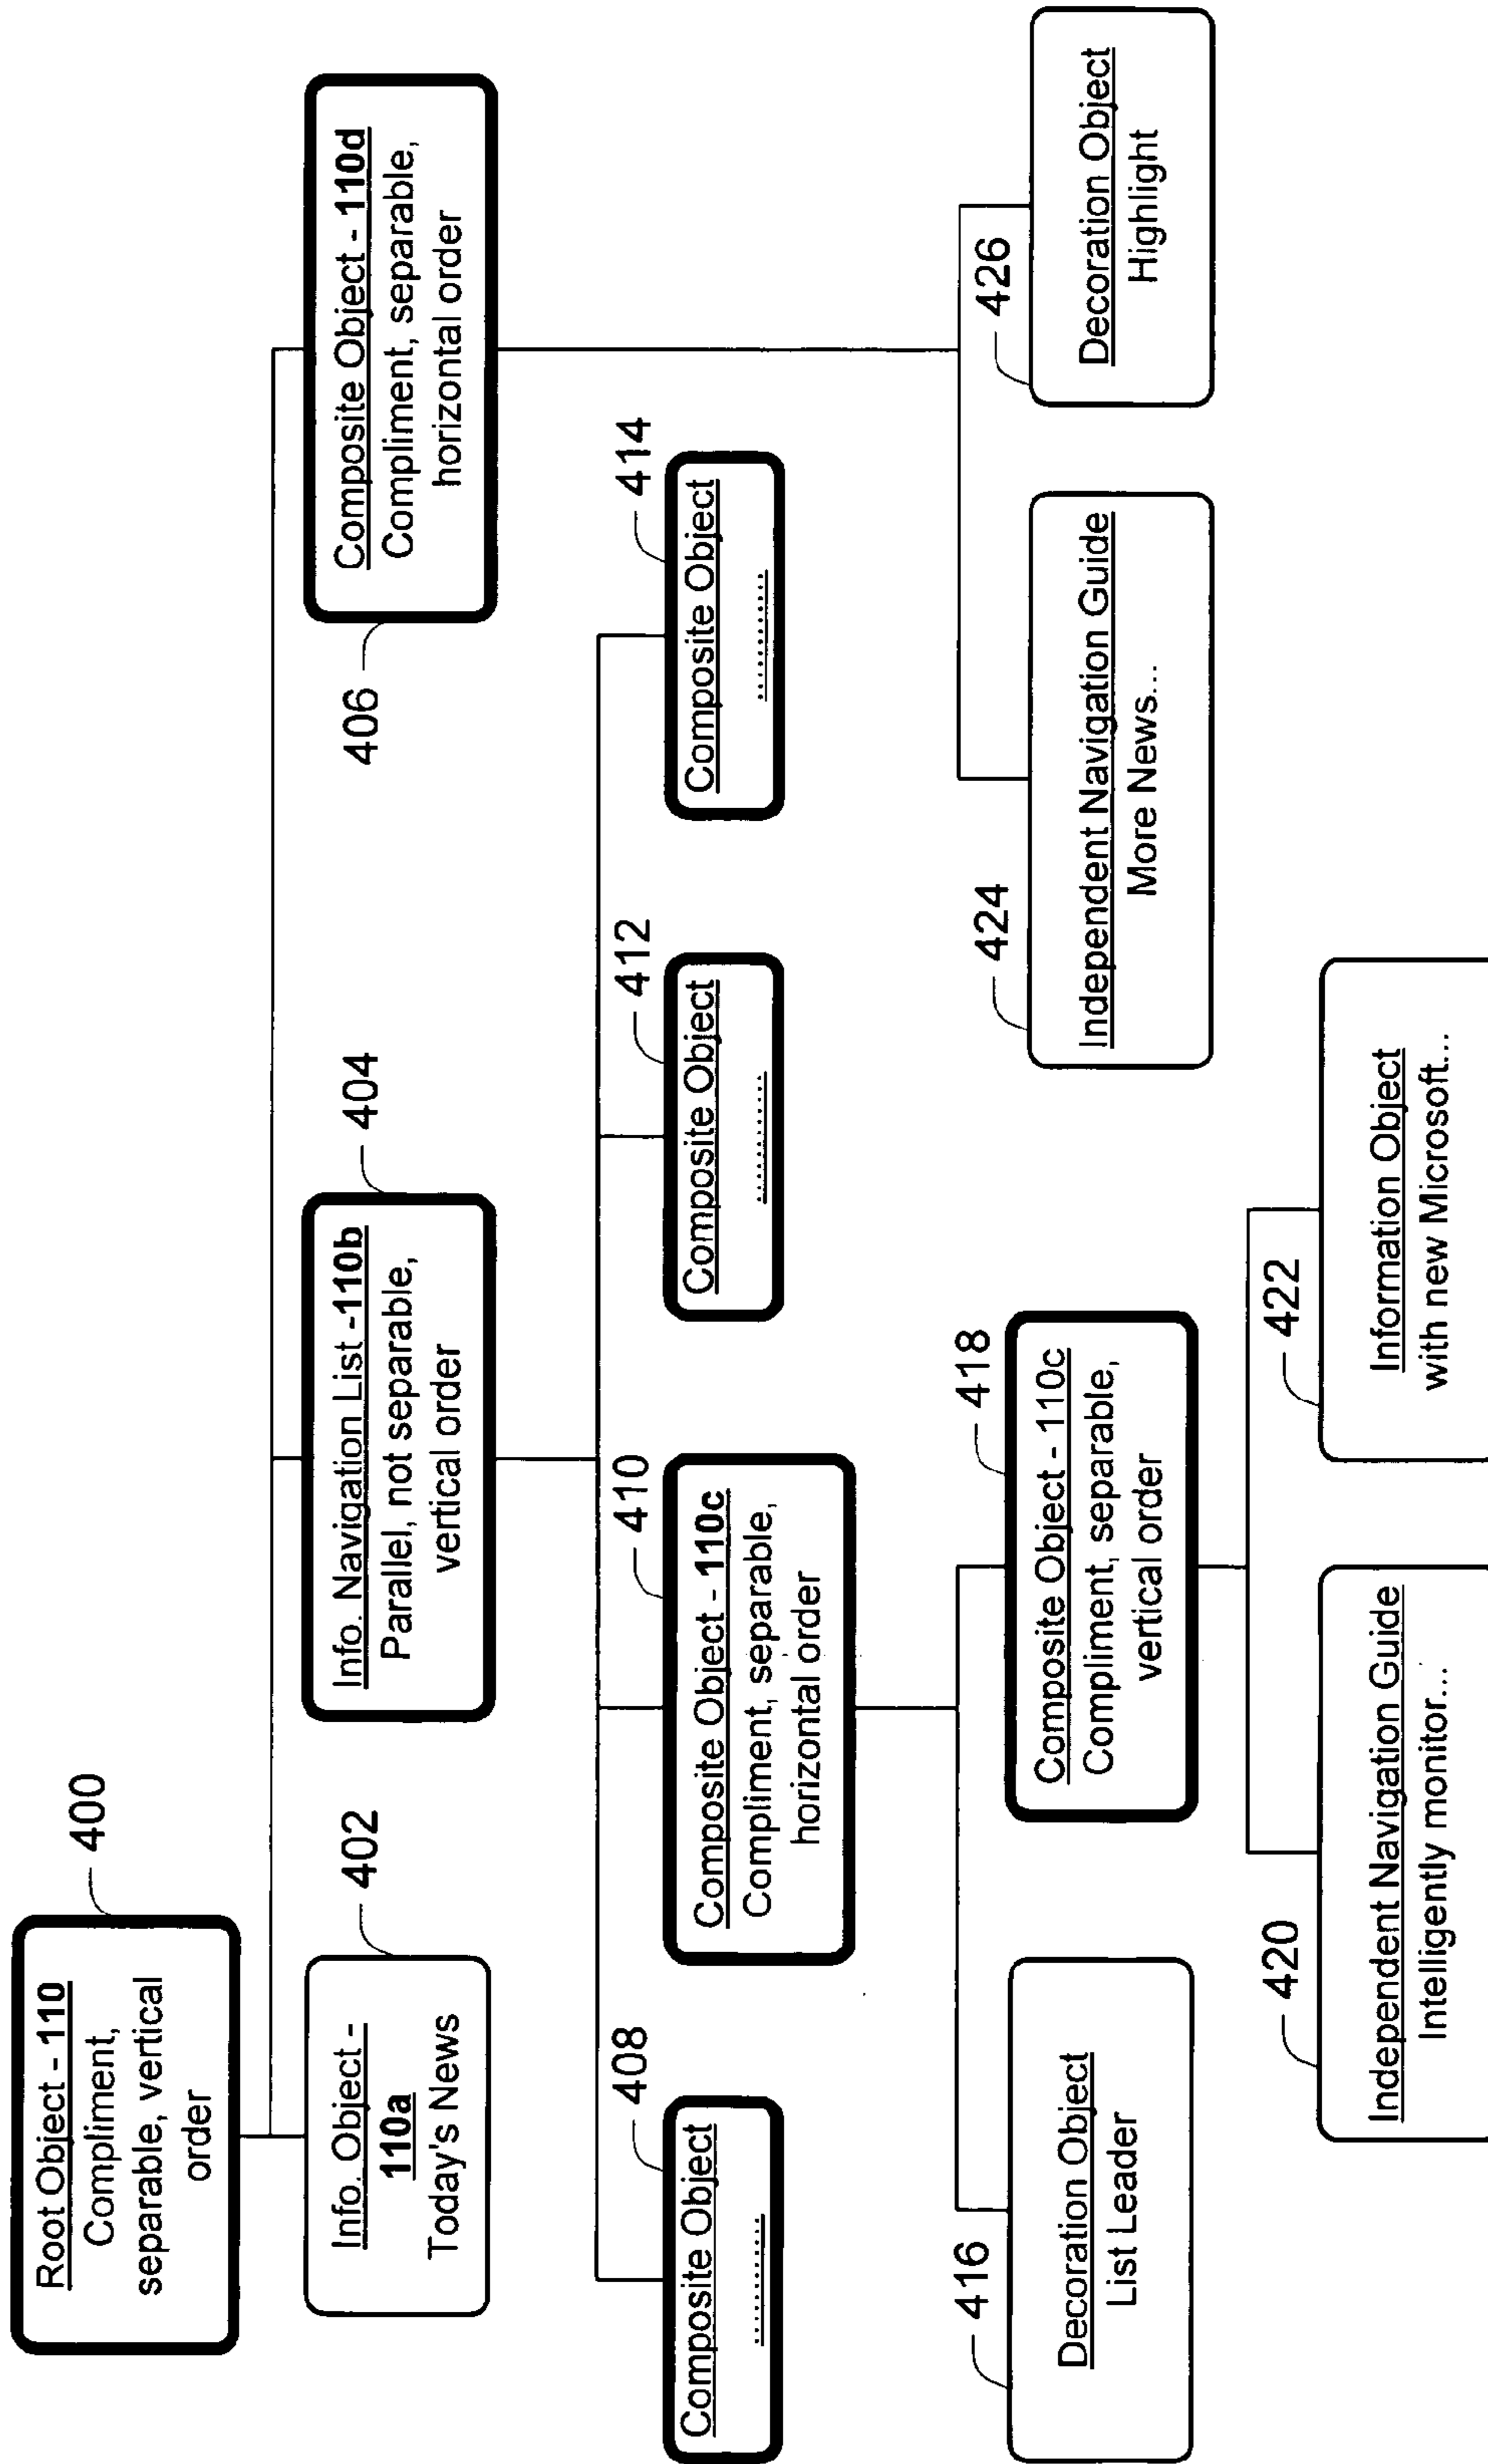 400
Root Object - 110
Compliment,
separable, vertical
order
402
Info. Object -
110a
Today's News
404
Info. Navigation List -110b
Parallel, not separable,
vertical order
406
Composite Object - 110d
Compliment, separable,
horizontal order
408
Composite Object
............
410
Composite Object - 110c
Compliment, separable,
horizontal order
412
Composite Object
............
414
Composite Object
............
416
Decoration Object
List Leader
418
Composite Object - 110c
Compliment, separable,
vertical order
424
Independent Navigation Guide
More News...
426
Decoration Object
Highlight
420
Independent Navigation Guide
Intelligently monitor...
422
Information Object
with new Microsoft...